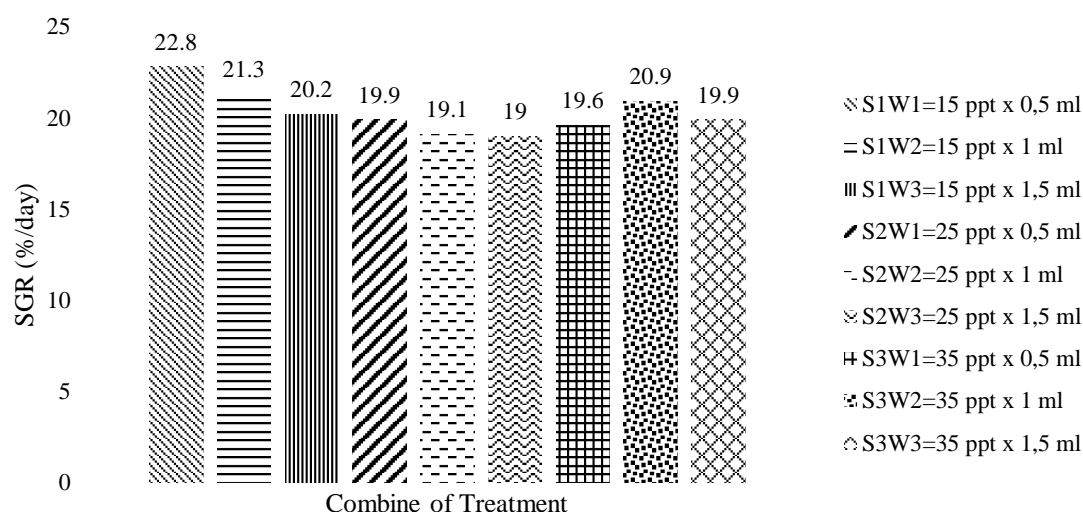 25
20
15
10
5
0
SGR (%/day)
22.8
21.3
20.2
19.9
19.1
19
19.6
20.9
19.9
Combine of Treatment
S1W1=15 ppt x 0,5 ml
S1W2=15 ppt x 1 ml
S1W3=15 ppt x 1,5 ml
S2W1=25 ppt x 0,5 ml
S2W2=25 ppt x 1 ml
S2W3=25 ppt x 1,5 ml
S3W1=35 ppt x 0,5 ml
S3W2=35 ppt x 1 ml
S3W3=35 ppt x 1,5 ml